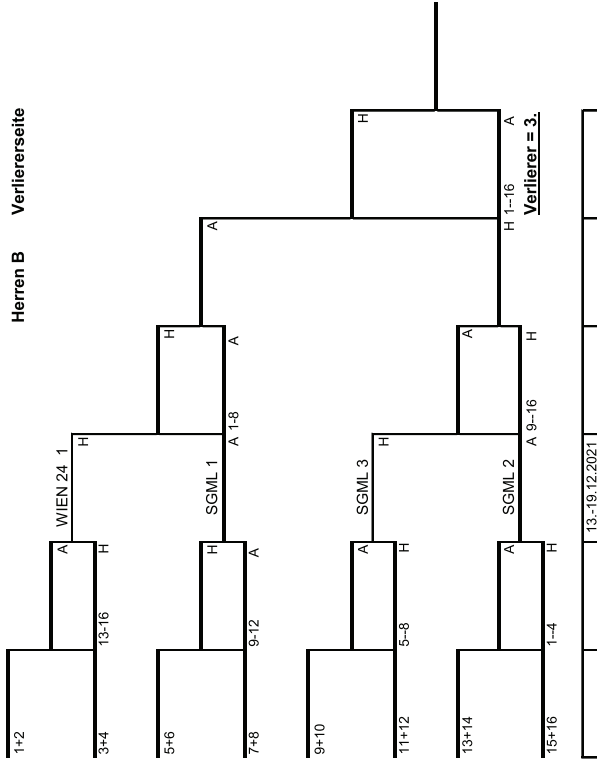 Herren B Verliererseite
1+2
A WIEN 24 1
H
3+4 13-16 H
5+6 H
H SGML 1 A
A 1-8 A
7+8 9-12 A
9+10
A SGML 3 H
H
11+12 5--8 H
13+14 A
A SGML 2 H 1--16 A
A 9--16 H Verlierer = 3.
15+16 1--4 H
13.-19.12.2021